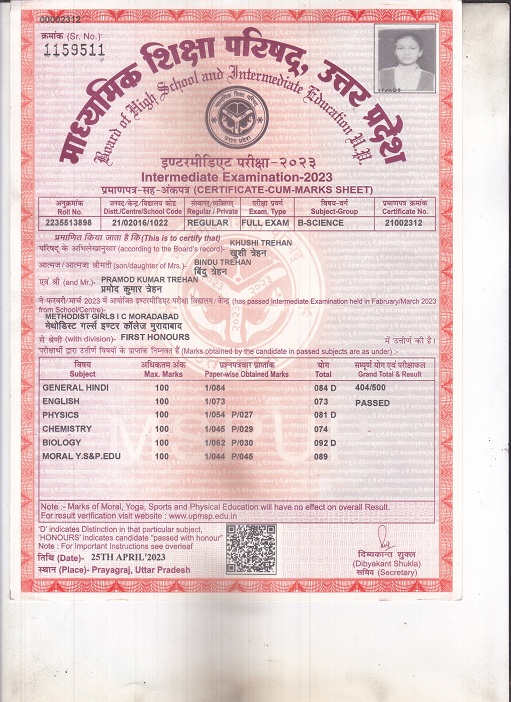 00002312
क्रमांक (Sr. No.)
1159511
माध्यमिक शिक्षा परिषद, उत्तर प्रदेश
Board of High School and Intermediate Education U.P.
इण्टरमीडिएट परीक्षा-२०२३
Intermediate Examination-2023
प्रमाणपत्र-सह-अंकपत्र (CERTIFICATE-CUM-MARKS SHEET)
अनुक्रमांक जनपद/केन्द्र/विद्यालय कोड संस्थागत/व्यक्तिगत परीक्षा प्रवर्ग विषय-वर्ग प्रमाणपत्र क्रमांक
Roll No. Distt./Centre/School Code Regular / Private Exam. Type Subject-Group Certificate No.
2235513898 21/02016/1022 REGULAR FULL EXAM B-SCIENCE 21002312
प्रमाणित किया जाता है कि (This is to certify that)
KHUSHI TREHAN
परिषद के अभिलेखानुसार (according to the Board's record)- खुशी त्रेहन
BINDU TREHAN
आत्मज/आत्मजा श्रीमती (son/daughter of Mrs.)- बिंदु त्रेहन
PRAMOD KUMAR TREHAN
एवं श्री (and Mr.)- प्रमोद कुमार त्रेहन
ने फरवरी/मार्च 2023 में आयोजित इण्टरमीडिएट परीक्षा विद्यालय/ केन्द्र (has passed Intermediate Examination held in Fabruary/March 2023
from School/Centre)-
METHODIST GIRLS I C MORADABAD
मेथोडिस्ट गर्ल्स इण्टर कॉलेज मुरादाबाद
से श्रेणी (with division)- FIRST HONOURS में उत्तीर्ण की है।
परीक्षार्थी द्वारा उत्तीर्ण विषयों के प्राप्तांक निम्नवत हैं (Marks obtained by the candidate in passed subjects are as under) :-
विषय अधिकतम अंक प्रश्नपत्रवार प्राप्तांक योग सम्पूर्ण योग एवं परीक्षाफल
Subject Max. Marks Paper-wise Obtained Marks Total Grand Total & Result
GENERAL HINDI 100 1/084 084 D 404/500
ENGLISH 100 1/073 073 PASSED
PHYSICS 100 1/054 P/027 081 D
CHEMISTRY 100 1/045 P/029 074
BIOLOGY 100 1/062 P/030 092 D
MORAL Y.S&P.EDU 100 1/044 P/045 089
Note :- Marks of Moral, Yoga, Sports and Physical Education will have no effect on overall Result.
For result verification visit website : www.upmsp.edu.in
'D' indicates Distinction in that particular subject,
'HONOURS' indicates candidate "passed with honour"
Note : For Important Instructions see overleaf
तिथि (Date)- 25TH APRIL'2023
स्थान (Place)- Prayagraj, Uttar Pradesh
दिब्यकान्त शुक्ल
(Dibyakant Shukla)
सचिव (Secretary)